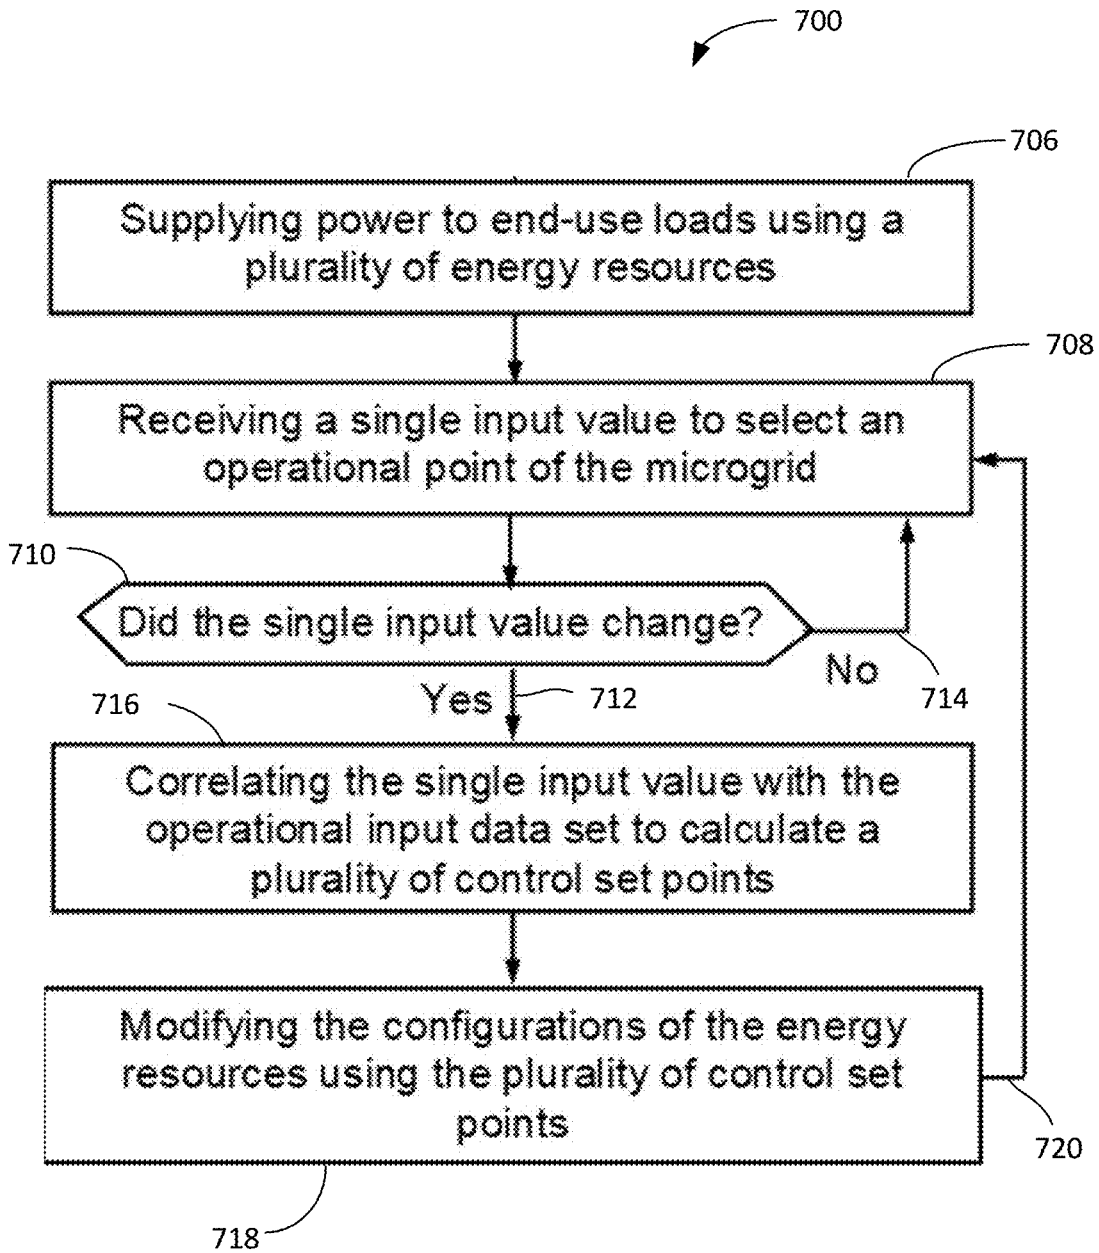 700
706
Supplying power to end-use loads using a
plurality of energy resources
708
Receiving a single input value to select an
operational point of the microgrid
710
Did the single input value change?
No
714
Yes
712
716
Correlating the single input value with the
operational input data set to calculate a
plurality of control set points
Modifying the configurations of the energy
resources using the plurality of control set
points
720
718